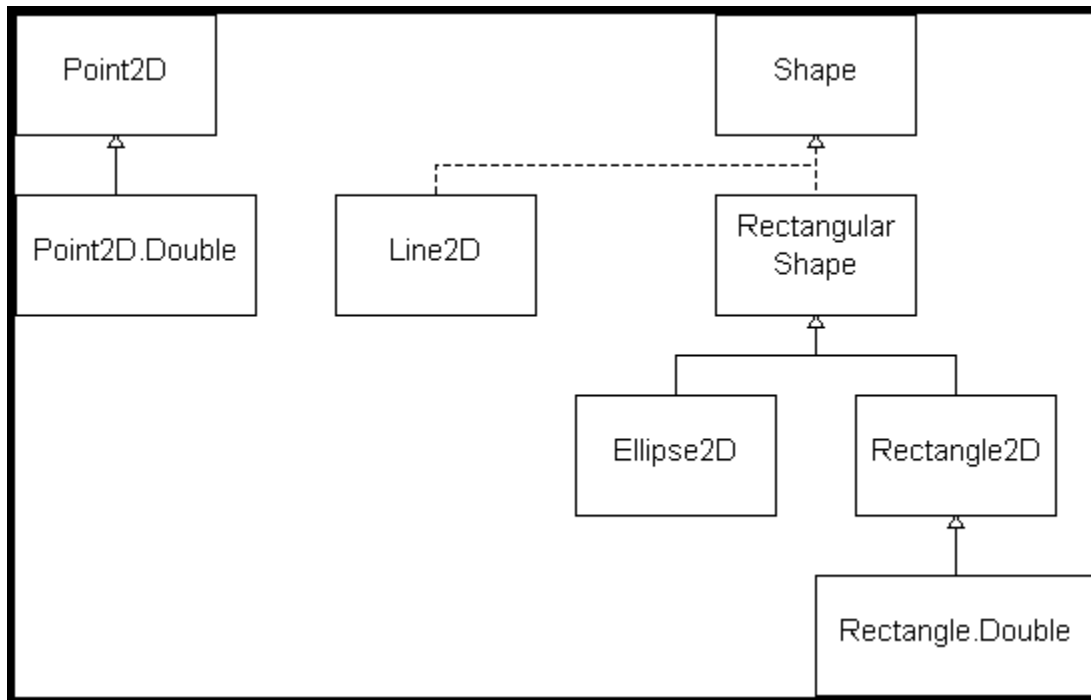 Point2D
Shape
Point2D.Double
Line2D
Rectangular
Shape
Ellipse2D
Rectangle2D
Rectangle.Double